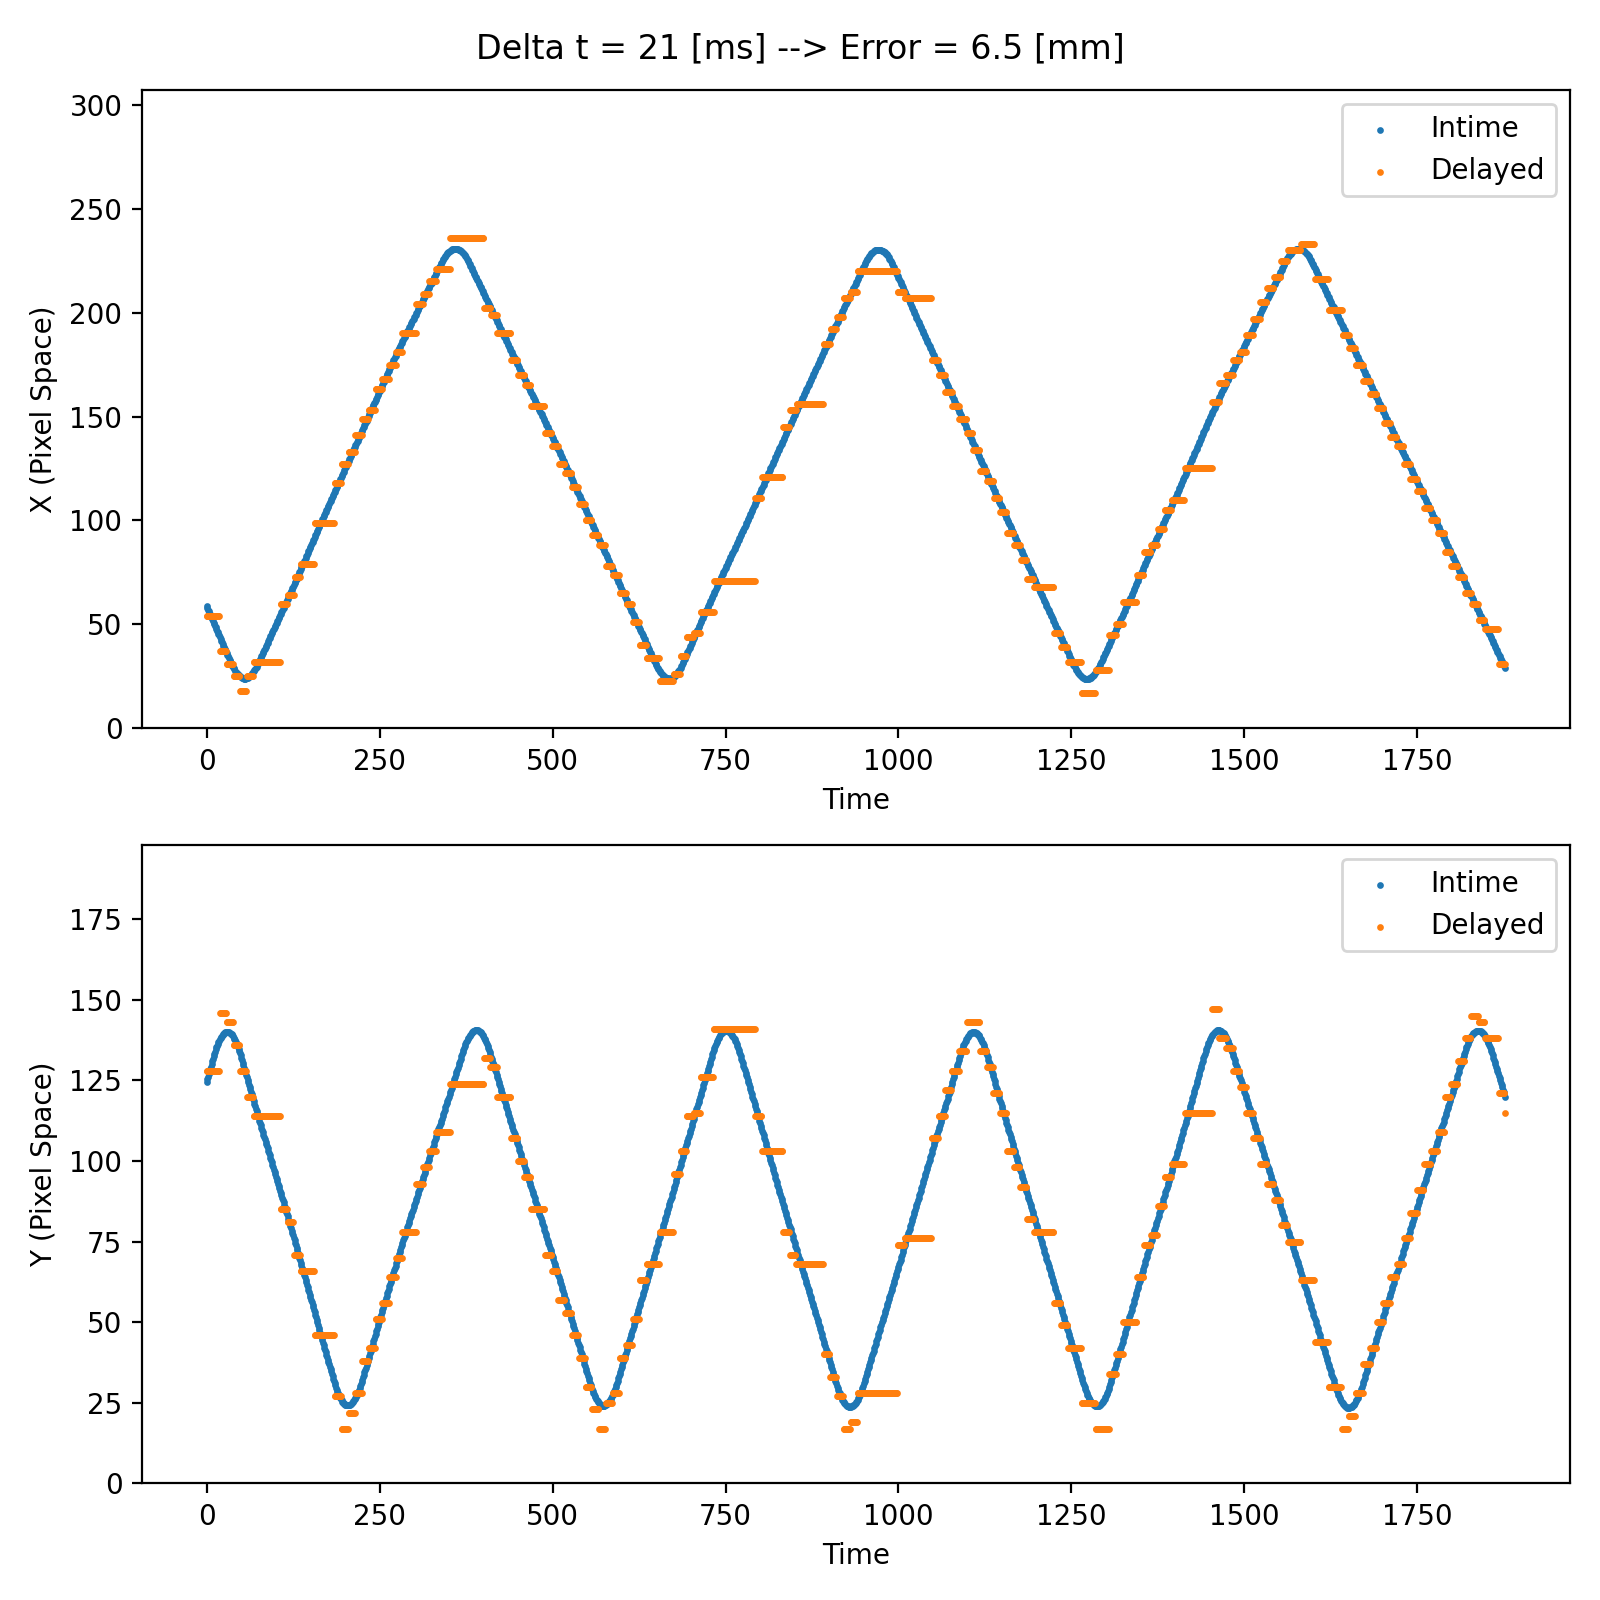 Delta t = 21 [ms] --> Error = 6.5 [mm]
300
250
200
150
100
50
0
X (Pixel Space)
Intime
Delayed
0 250 500 750 1000 1250 1500 1750
Time
175
150
125
100
75
50
25
0
Y (Pixel Space)
Intime
Delayed
0 250 500 750 1000 1250 1500 1750
Time